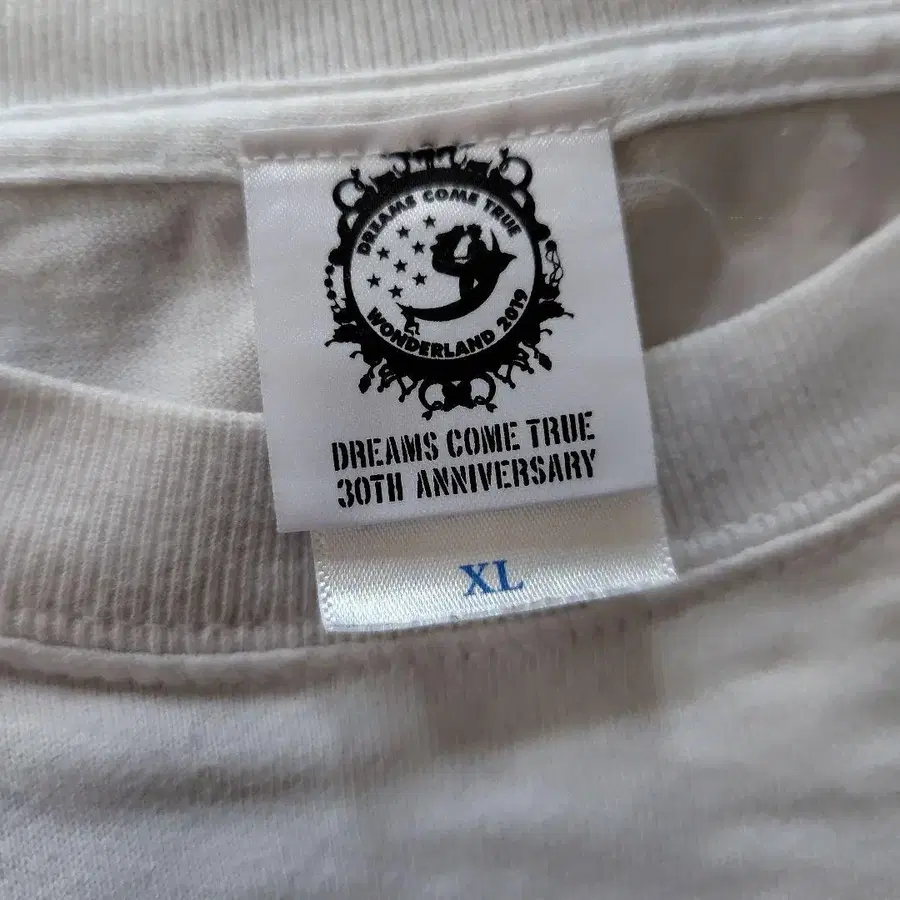 DREAMS COME TRUE
WONDERLAND 2019
DREAMS COME TRUE
30TH ANNIVERSARY
XL